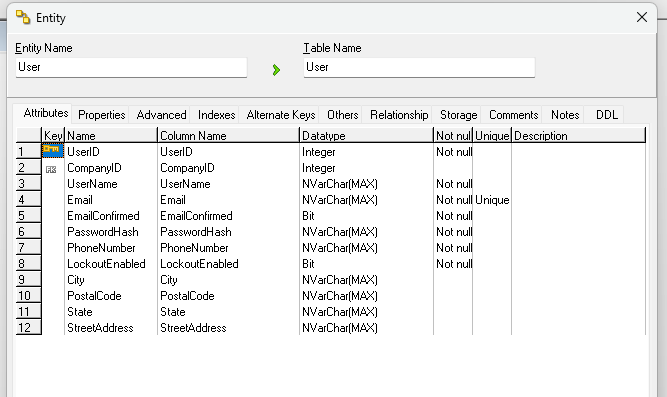 Entity
Entity Name Table Name
User User
Attributes Properties Advanced Indexes Alternate Keys Others Relationship Storage Comments Notes DDL
Key Name Column Name Datatype Not null Unique Description
1 UserID UserID Integer Not null
2 FK CompanyID CompanyID Integer
3 UserName UserName NVarChar(MAX) Not null
4 Email Email NVarChar(MAX) Not null Unique
5 EmailConfirmed EmailConfirmed Bit Not null
6 PasswordHash PasswordHash NVarChar(MAX) Not null
7 PhoneNumber PhoneNumber NVarChar(MAX) Not null
8 LockoutEnabled LockoutEnabled Bit Not null
9 City City NVarChar(MAX)
10 PostalCode PostalCode NVarChar(MAX)
11 State State NVarChar(MAX)
12 StreetAddress StreetAddress NVarChar(MAX)